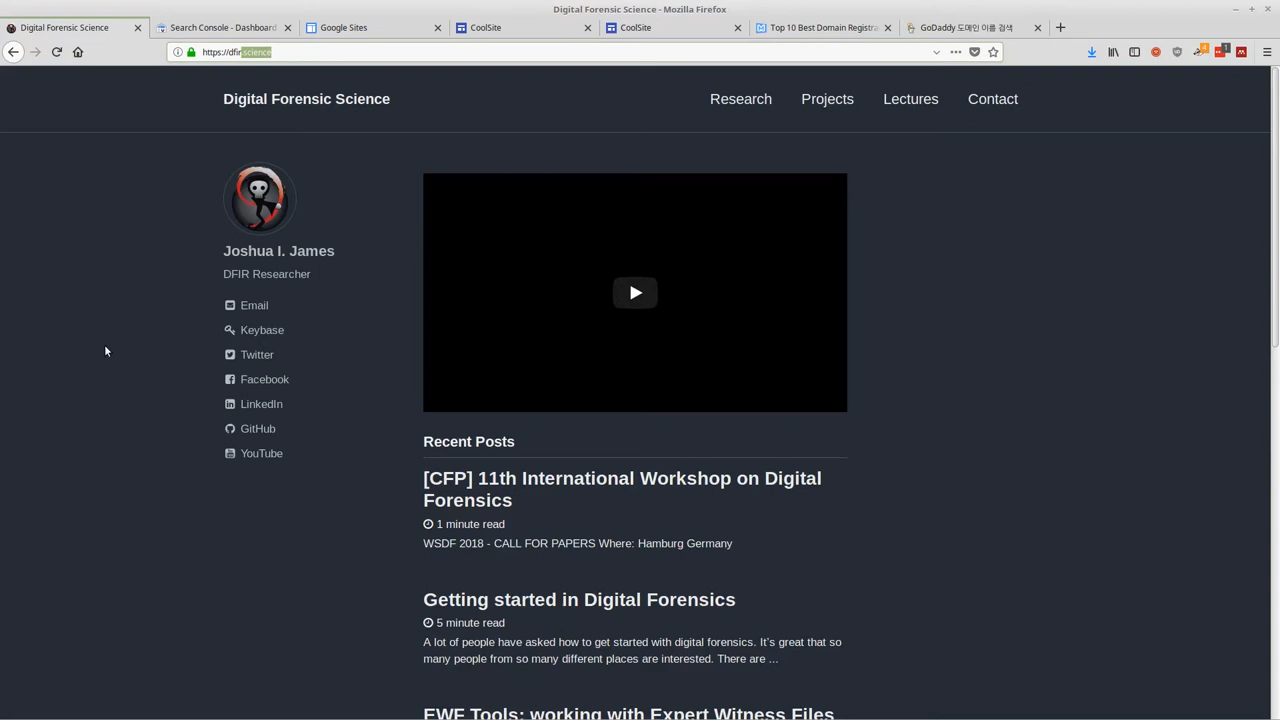 Digital Forensic Science - Mozilla Firefox
Digital Forensic Science
Search Console - Dashboard
Google Sites
CoolSite
CoolSite
Top 10 Best Domain Registra
GoDaddy 도메인 이름 검색
https://dfir.science
Digital Forensic Science
Research Projects Lectures Contact
Joshua I. James
DFIR Researcher
Email
Keybase
Twitter
Facebook
LinkedIn
GitHub
YouTube
Recent Posts
[CFP] 11th International Workshop on Digital
Forensics
1 minute read
WSDF 2018 - CALL FOR PAPERS Where: Hamburg Germany
Getting started in Digital Forensics
5 minute read
A lot of people have asked how to get started with digital forensics. It's great that so
many people from so many different places are interested. There are ...
EWF Tools: working with Expert Witness Files